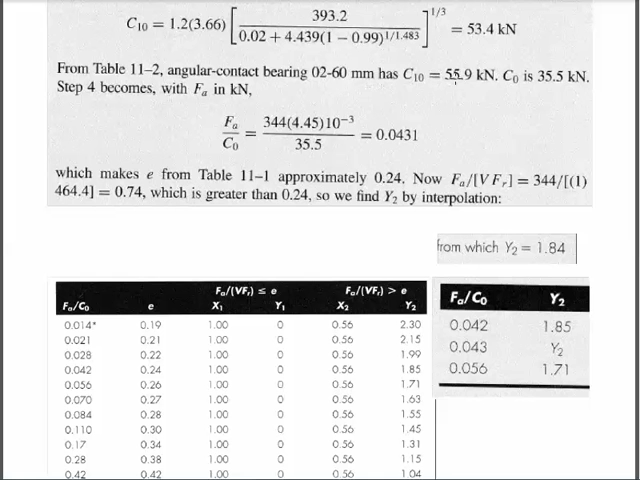 C10 = 1.2(3.66) [ 393.2 / 0.02 + 4.439(1 − 0.99)^1/1.483 ]^1/3 = 53.4 kN
From Table 11–2, angular-contact bearing 02-60 mm has C10 = 55.9 kN. C0 is 35.5 kN.
Step 4 becomes, with Fa in kN,
Fa / C0 = 344(4.45)10^−3 / 35.5 = 0.0431
which makes e from Table 11–1 approximately 0.24. Now Fa/[V Fr] = 344/[(1)
464.4] = 0.74, which is greater than 0.24, so we find Y2 by interpolation:
from which Y2 = 1.84
Fa/(VFr) ≤ e Fa/(VFr) > e
Fa/C0 e X1 Y1 X2 Y2
0.014* 0.19 1.00 0 0.56 2.30
0.021 0.21 1.00 0 0.56 2.15
0.028 0.22 1.00 0 0.56 1.99
0.042 0.24 1.00 0 0.56 1.85
0.056 0.26 1.00 0 0.56 1.71
0.070 0.27 1.00 0 0.56 1.63
0.084 0.28 1.00 0 0.56 1.55
0.110 0.30 1.00 0 0.56 1.45
0.17 0.34 1.00 0 0.56 1.31
0.28 0.38 1.00 0 0.56 1.15
0.42 0.42 1.00 0 0.56 1.04
Fa/C0 Y2
0.042 1.85
0.043 Y2
0.056 1.71